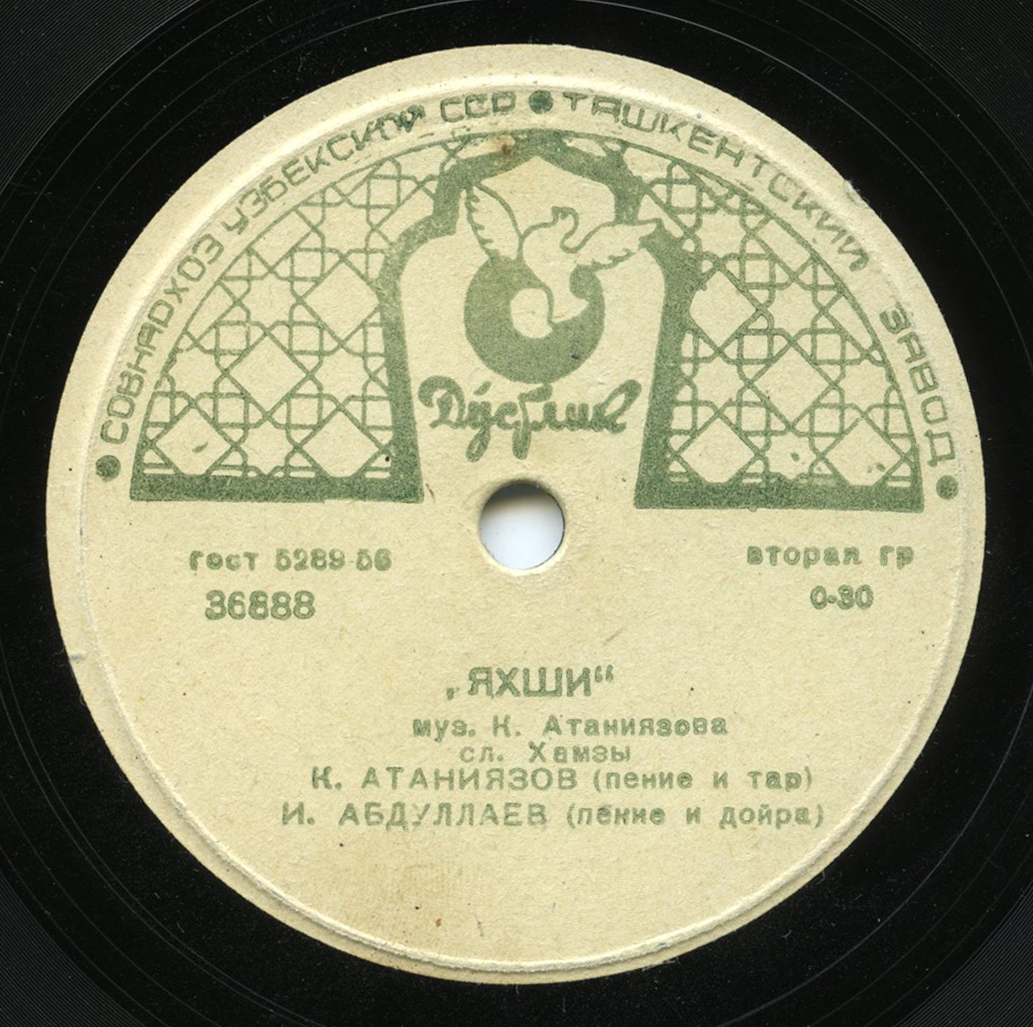 ● СОВНАРХОЗ УЗБЕКСКОЙ ССР ● ТАШКЕНТСКИЙ ЗАВОД ●
Дўстлик
гост 5289-56
вторая гр
36888
0-30
„ЯХШИ“
муз. К. Атаниязова
сл. Хамзы
К. АТАНИЯЗОВ (пение и тар)
И. АБДУЛЛАЕВ (пение и дойра)